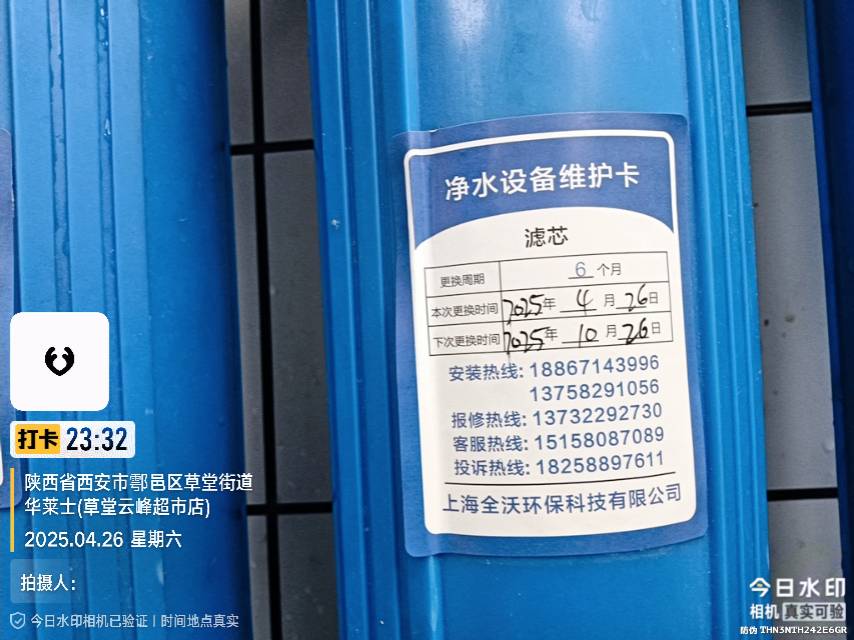 净水设备维护卡
滤芯
更换周期 6 个月
本次更换时间 2025年 4 月 26日
下次更换时间 2025年 10 月 26日
安装热线: 18867143996
13758291056
报修热线: 13732292730
客服热线: 15158087089
投诉热线: 18258897611
上海全沃环保科技有限公司
打卡 23:32
陕西省西安市鄠邑区草堂街道
华莱士(草堂云峰超市店)
2025.04.26 星期六
拍摄人:
今日水印相机已验证 | 时间地点真实
今日水印
相机 真实可验
防伪 THN3NTH242E6GR